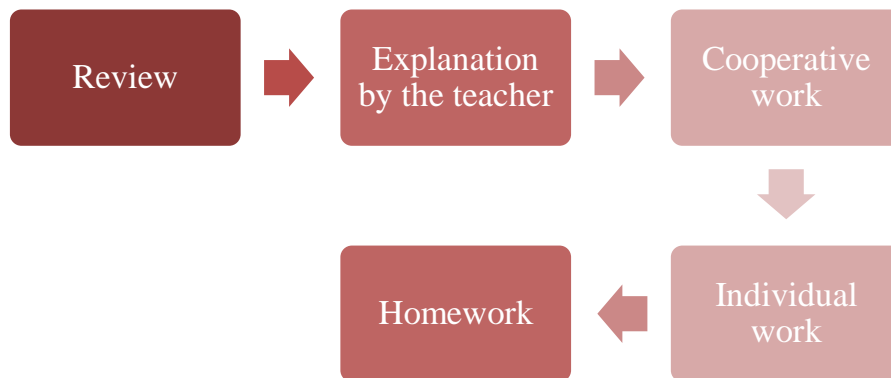 Review
Explanation
by the teacher
Cooperative
work
Individual
work
Homework